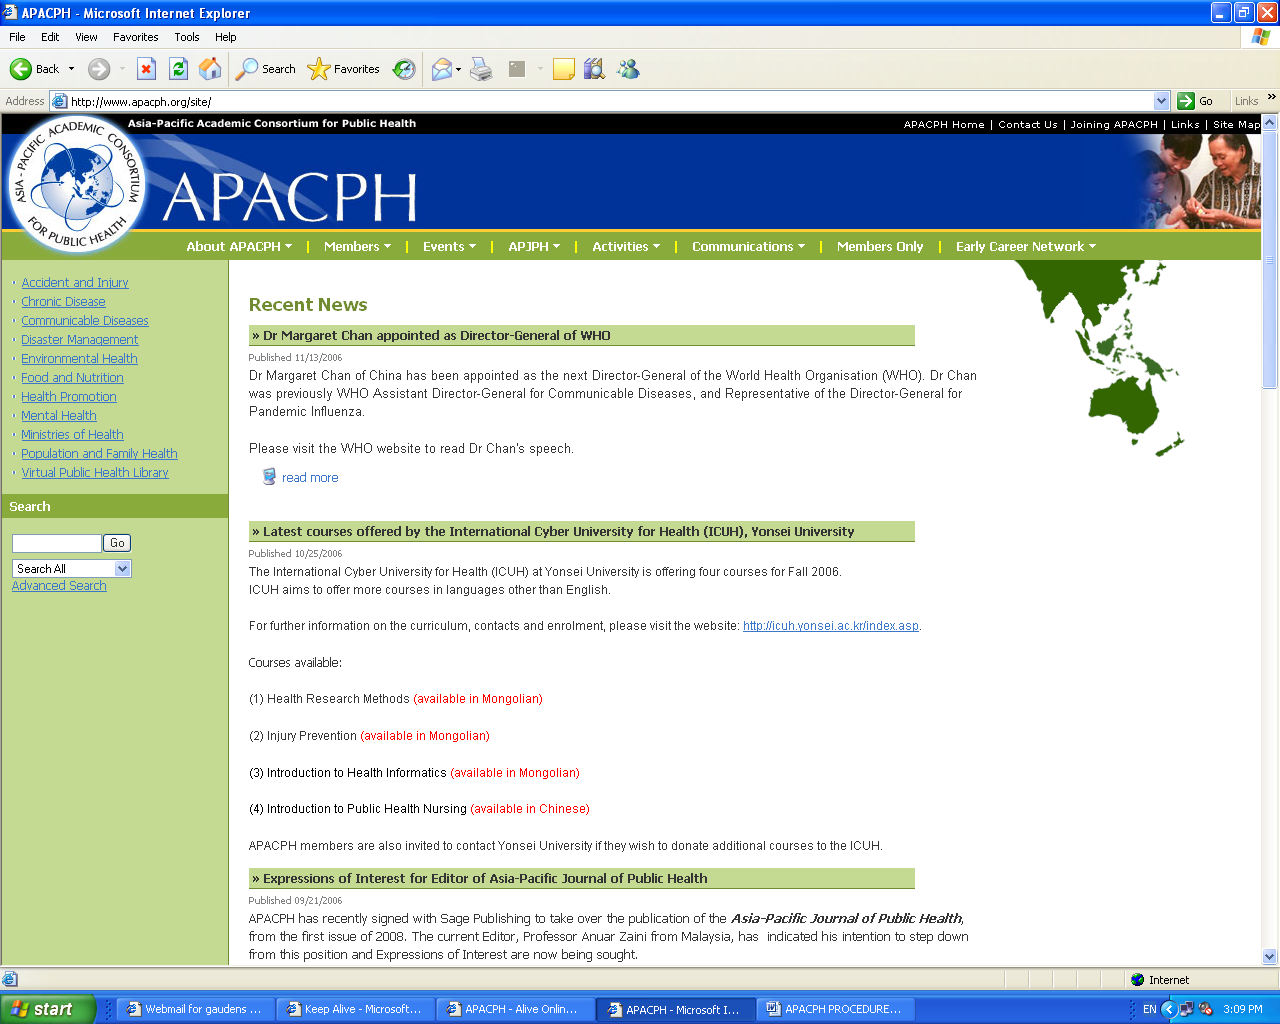 APACPH - Microsoft Internet Explorer
File Edit View Favorites Tools Help
Back Search Favorites
Address http://www.apacph.org/site/ Go Links »
Asia-Pacific Academic Consortium for Public Health
APACPH Home | Contact Us | Joining APACPH | Links | Site Map
ASIA - PACIFIC ACADEMIC CONSORTIUM FOR PUBLIC HEALTH
APACPH
About APACPH | Members | Events | APJPH | Activities | Communications | Members Only | Early Career Network
Accident and Injury
Chronic Disease
Communicable Diseases
Disaster Management
Environmental Health
Food and Nutrition
Health Promotion
Mental Health
Ministries of Health
Population and Family Health
Virtual Public Health Library
Search
Go
Search All
Advanced Search
Recent News
» Dr Margaret Chan appointed as Director-General of WHO
Published 11/13/2006
Dr Margaret Chan of China has been appointed as the next Director-General of the World Health Organisation (WHO). Dr Chan
was previously WHO Assistant Director-General for Communicable Diseases, and Representative of the Director-General for
Pandemic Influenza.
Please visit the WHO website to read Dr Chan's speech.
read more
» Latest courses offered by the International Cyber University for Health (ICUH), Yonsei University
Published 10/25/2006
The International Cyber University for Health (ICUH) at Yonsei University is offering four courses for Fall 2006.
ICUH aims to offer more courses in languages other than English.
For further information on the curriculum, contacts and enrolment, please visit the website: http://icuh.yonsei.ac.kr/index.asp.
Courses available:
(1) Health Research Methods (available in Mongolian)
(2) Injury Prevention (available in Mongolian)
(3) Introduction to Health Informatics (available in Mongolian)
(4) Introduction to Public Health Nursing (available in Chinese)
APACPH members are also invited to contact Yonsei University if they wish to donate additional courses to the ICUH.
» Expressions of Interest for Editor of Asia-Pacific Journal of Public Health
Published 09/21/2006
APACPH has recently signed with Sage Publishing to take over the publication of the Asia-Pacific Journal of Public Health,
from the first issue of 2008. The current Editor, Professor Anuar Zaini from Malaysia, has indicated his intention to step down
from this position and Expressions of Interest are now being sought.
Internet
start Webmail for gaudens ... Keep Alive - Microsoft... APACPH - Alive Onlin... APACPH - Microsoft I... APACPH PROCEDURE... EN 3:09 PM